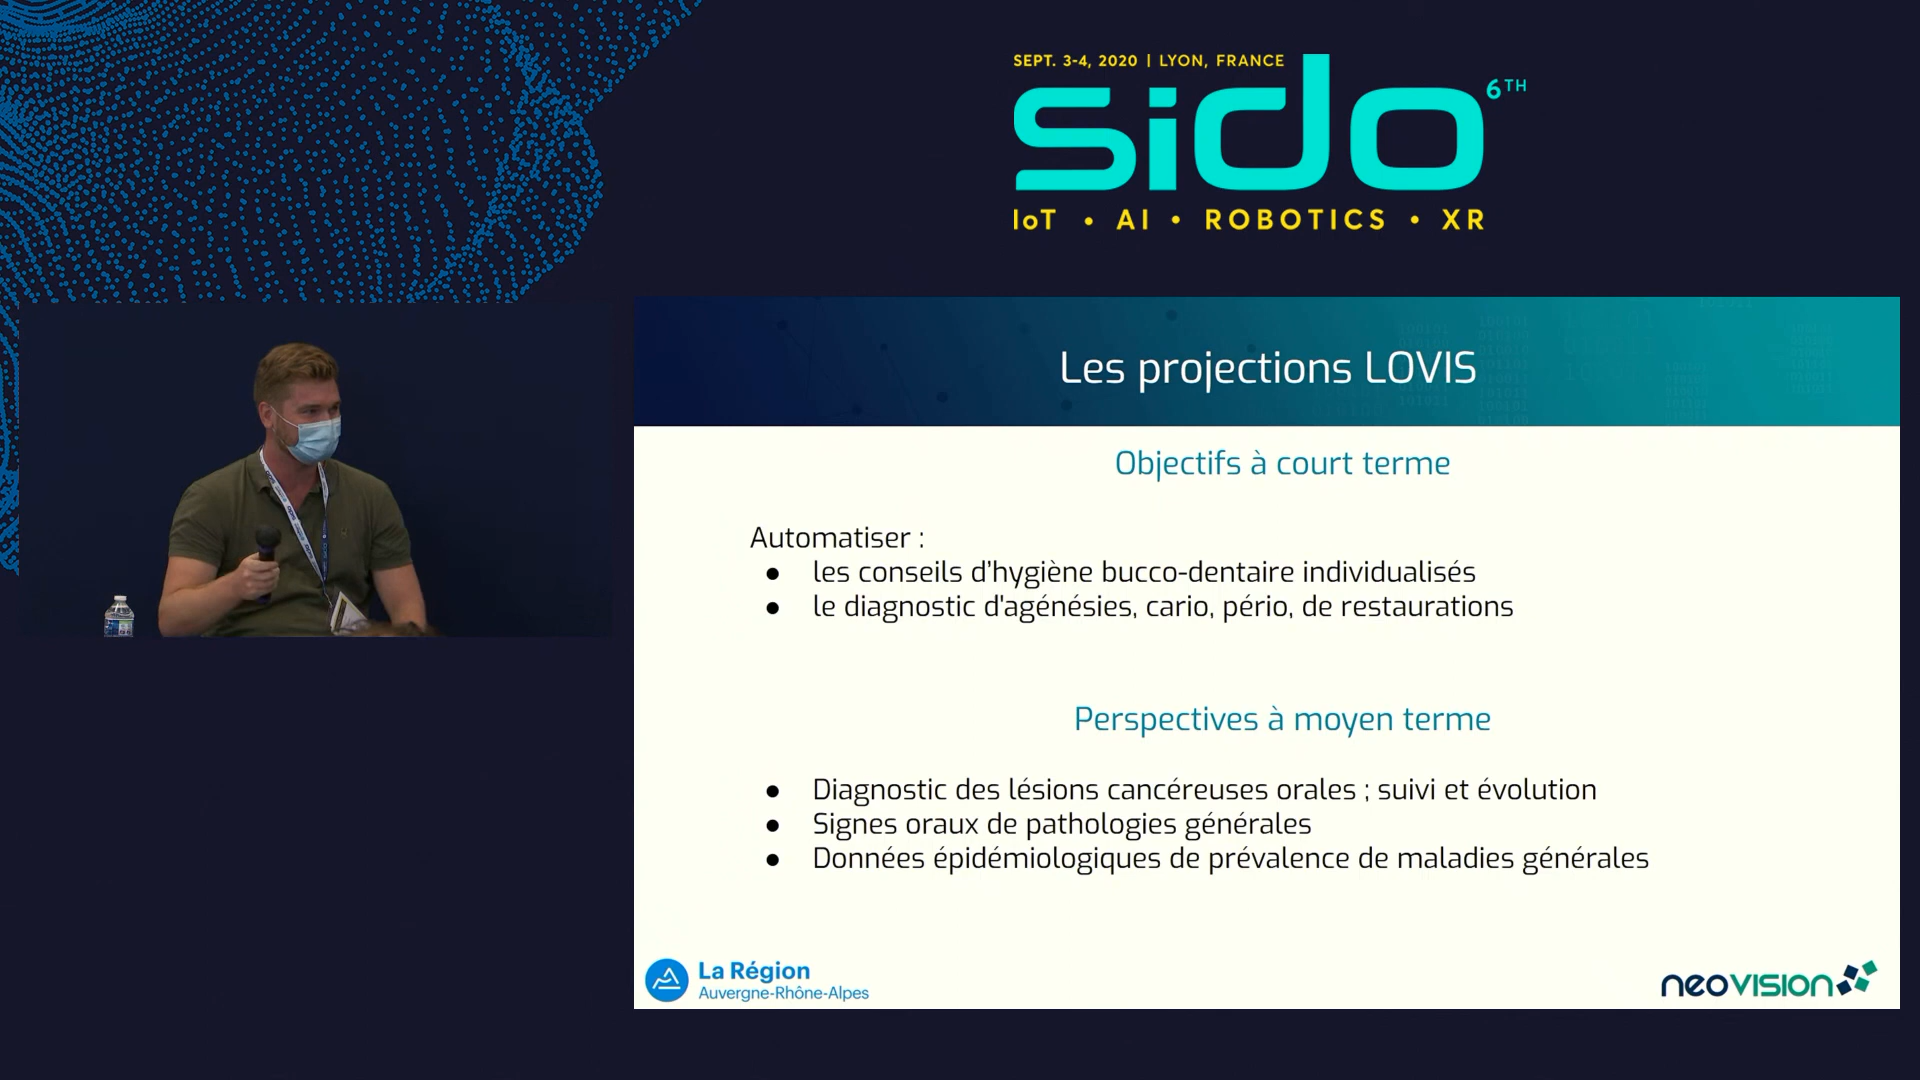 SEPT. 3-4, 2020 | LYON, FRANCE
sido 6TH
IoT • AI • ROBOTICS • XR
Les projections LOVIS
Objectifs à court terme
Automatiser :
● les conseils d’hygiène bucco-dentaire individualisés
● le diagnostic d'agénésies, cario, pério, de restaurations
Perspectives à moyen terme
● Diagnostic des lésions cancéreuses orales ; suivi et évolution
● Signes oraux de pathologies générales
● Données épidémiologiques de prévalence de maladies générales
La Région
Auvergne-Rhône-Alpes
neovision